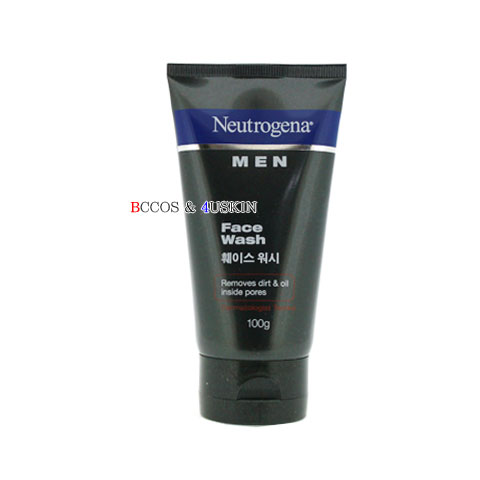 Neutrogena®
MEN
BCCOS & 4USKIN
Face
Wash
훼이스 워시
Removes dirt & oil
inside pores
100g